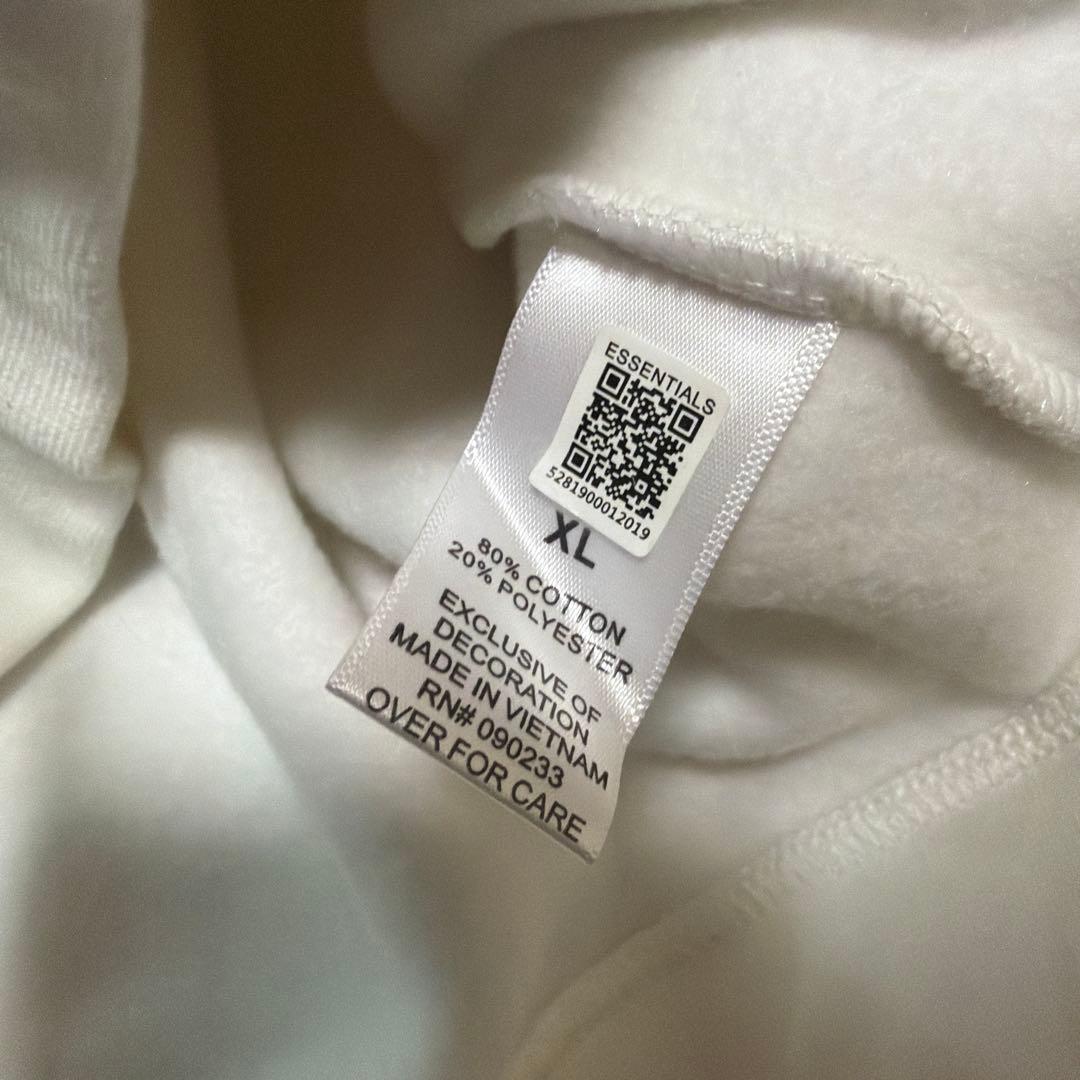 ESSENTIALS
5281900012019
XL
80% COTTON
20% POLYESTER
EXCLUSIVE OF
DECORATION
MADE IN VIETNAM
RN# 090233
OVER FOR CARE